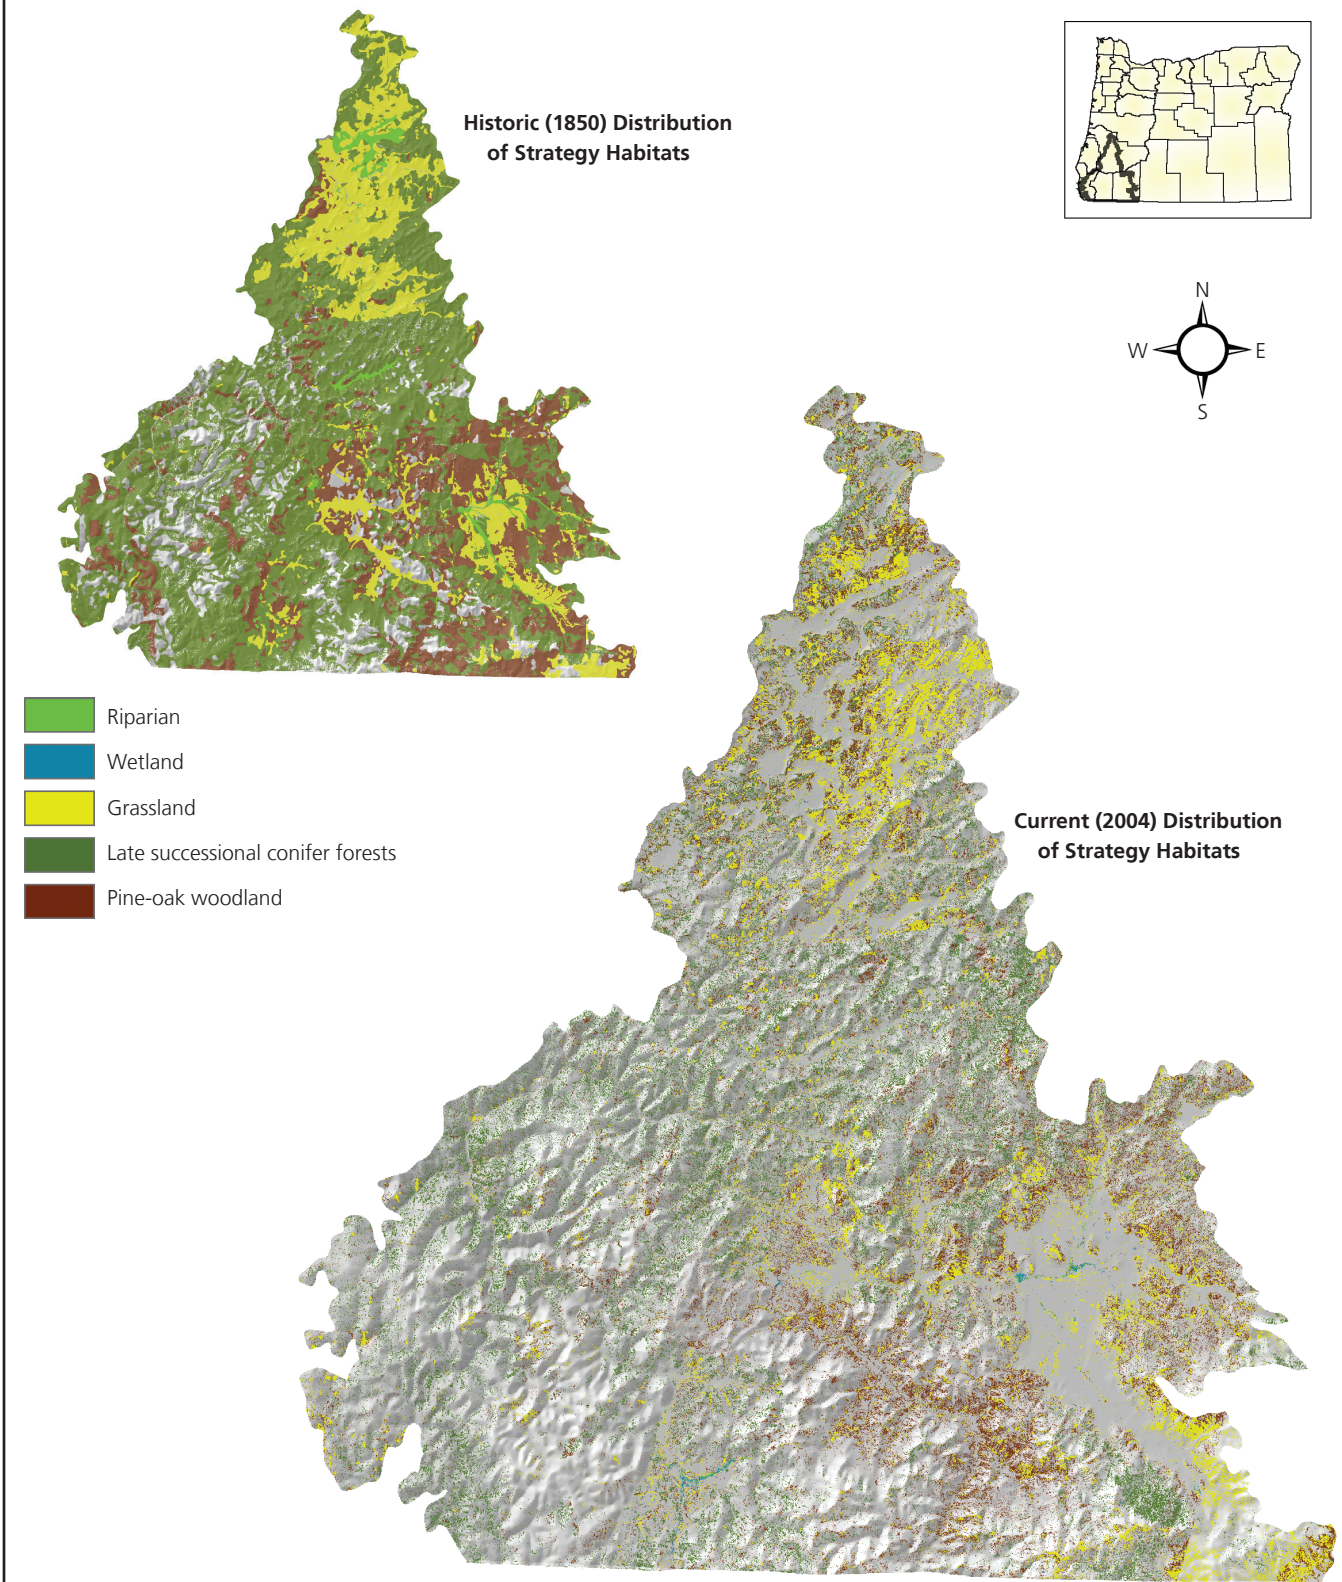 Historic (1850) Distribution
of Strategy Habitats
N
W
E
S
Riparian
Wetland
Grassland
Late successional conifer forests
Pine-oak woodland
Current (2004) Distribution
of Strategy Habitats